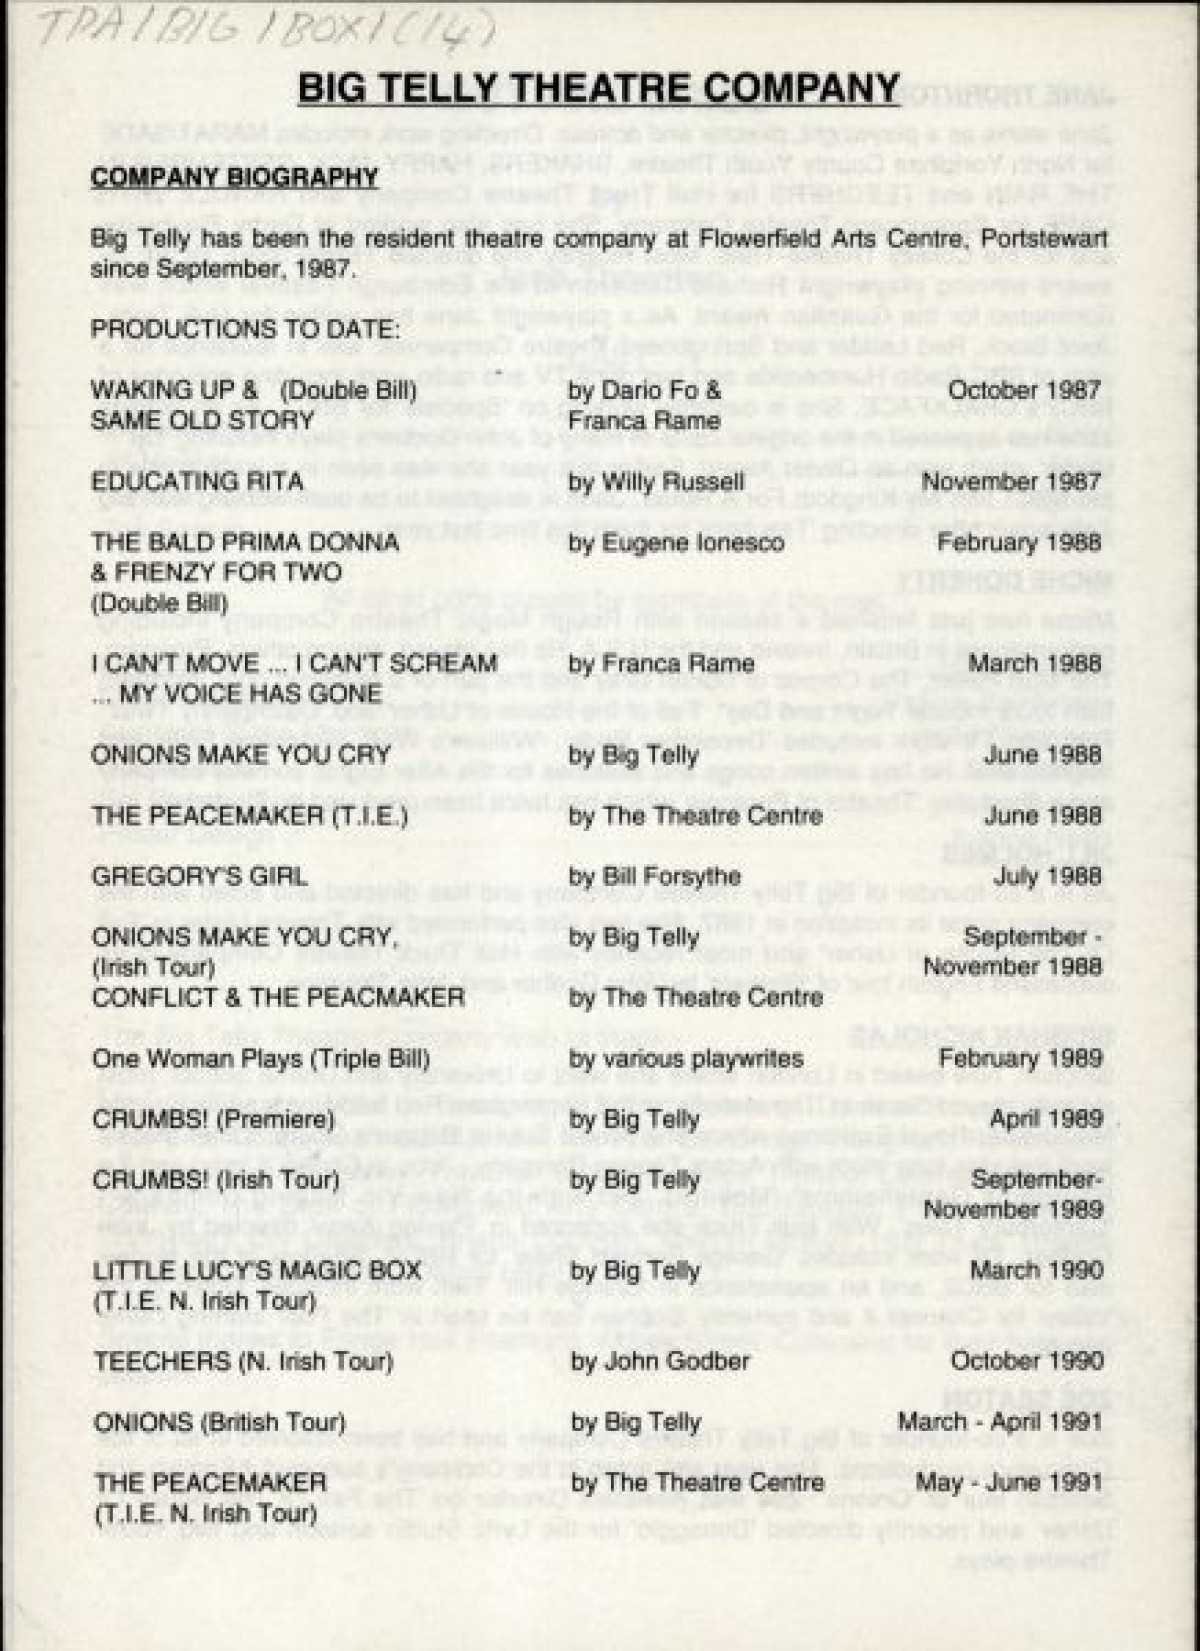 TPA/BIG/BOX1(14)
BIG TELLY THEATRE COMPANY
COMPANY BIOGRAPHY
Big Telly has been the resident theatre company at Flowerfield Arts Centre, Portstewart
since September, 1987.
PRODUCTIONS TO DATE:
WAKING UP & (Double Bill) by Dario Fo & October 1987
SAME OLD STORY Franca Rame
EDUCATING RITA by Willy Russell November 1987
THE BALD PRIMA DONNA by Eugene Ionesco February 1988
& FRENZY FOR TWO
(Double Bill)
I CAN'T MOVE ... I CAN'T SCREAM by Franca Rame March 1988
... MY VOICE HAS GONE
ONIONS MAKE YOU CRY by Big Telly June 1988
THE PEACEMAKER (T.I.E.) by The Theatre Centre June 1988
GREGORY'S GIRL by Bill Forsythe July 1988
ONIONS MAKE YOU CRY, by Big Telly September -
(Irish Tour) November 1988
CONFLICT & THE PEACMAKER by The Theatre Centre
One Woman Plays (Triple Bill) by various playwrites February 1989
CRUMBS! (Premiere) by Big Telly April 1989
CRUMBS! (Irish Tour) by Big Telly September-
November 1989
LITTLE LUCY'S MAGIC BOX by Big Telly March 1990
(T.I.E. N. Irish Tour)
TEECHERS (N. Irish Tour) by John Godber October 1990
ONIONS (British Tour) by Big Telly March - April 1991
THE PEACEMAKER by The Theatre Centre May - June 1991
(T.I.E. N. Irish Tour)